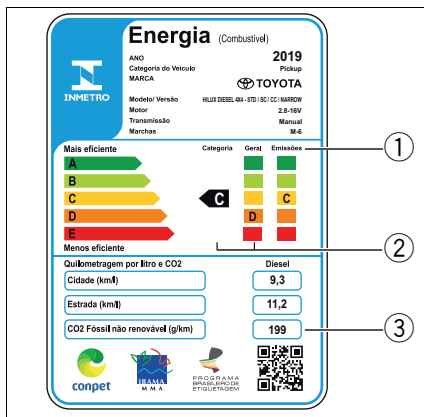 Energia (Combustível)
ANO 2019
Categoria do Veículo Pickup
MARCA TOYOTA
INMETRO
Modelo/ Versão HILUX DIESEL 4X4 - STD / SC / CC / NARROW
Motor 2.8-16V
Transmissão Manual
Marchas M-6
Mais eficiente Categoria Geral Emissões 1
A
B
C C C
D D
E
Menos eficiente 2
Quilometragem por litro e CO2 Diesel
Cidade (km/l) 9,3
Estrada (km/l) 11,2
CO2 Fóssil não renovável (g/km) 199 3
conpet
IBAMA
M M A
PROGRAMA
BRASILEIRO DE
ETIQUETAGEM